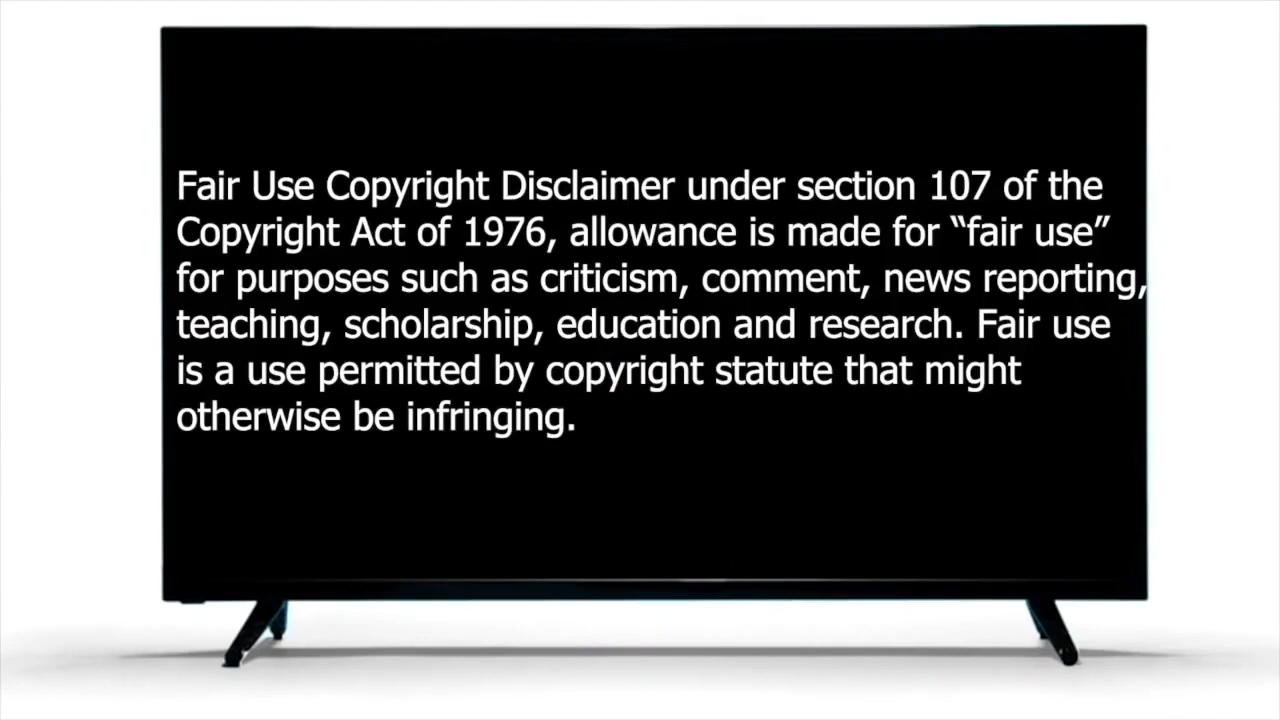 Fair Use Copyright Disclaimer under section 107 of the
Copyright Act of 1976, allowance is made for “fair use”
for purposes such as criticism, comment, news reporting,
teaching, scholarship, education and research. Fair use
is a use permitted by copyright statute that might
otherwise be infringing.